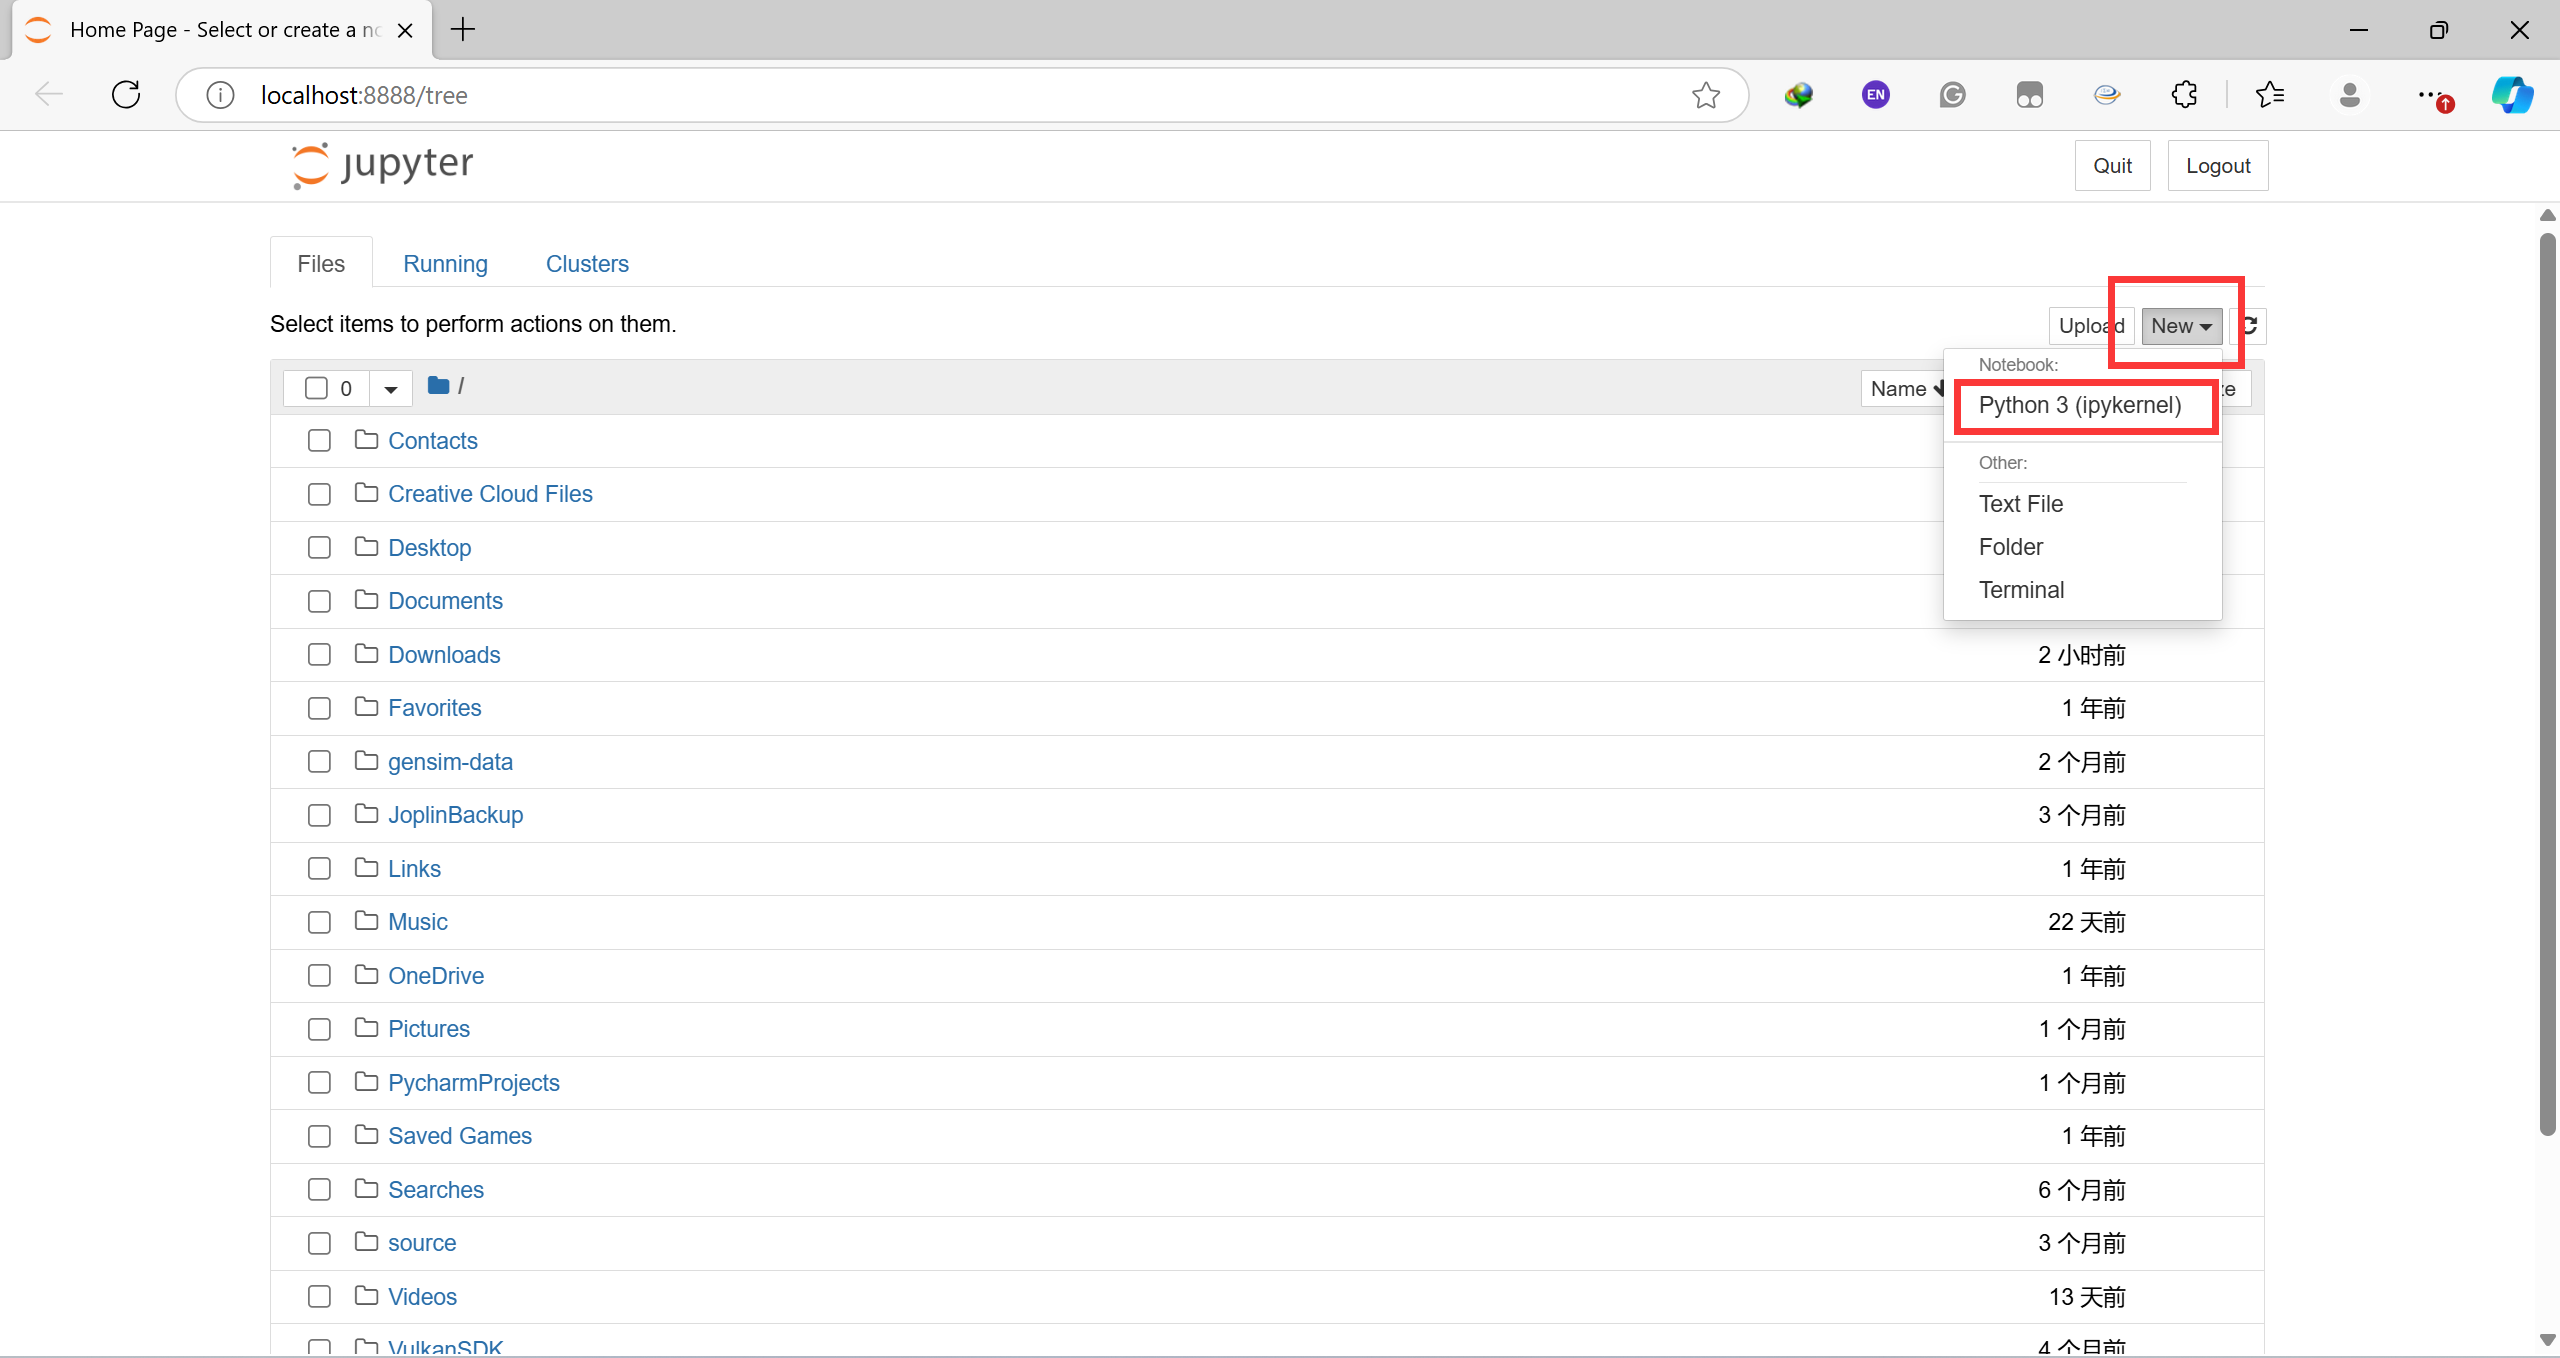 Home Page - Select or create a no
localhost:8888/tree
EN
jupyter
Quit
Logout
Files
Running
Clusters
Select items to perform actions on them.
Upload
New
0
/
Name
Notebook:
Python 3 (ipykernel)
Other:
Text File
Folder
Terminal
Contacts
Creative Cloud Files
Desktop
Documents
Downloads 2 小时前
Favorites 1 年前
gensim-data 2 个月前
JoplinBackup 3 个月前
Links 1 年前
Music 22 天前
OneDrive 1 年前
Pictures 1 个月前
PycharmProjects 1 个月前
Saved Games 1 年前
Searches 6 个月前
source 3 个月前
Videos 13 天前
VulkanSDK 4 个月前